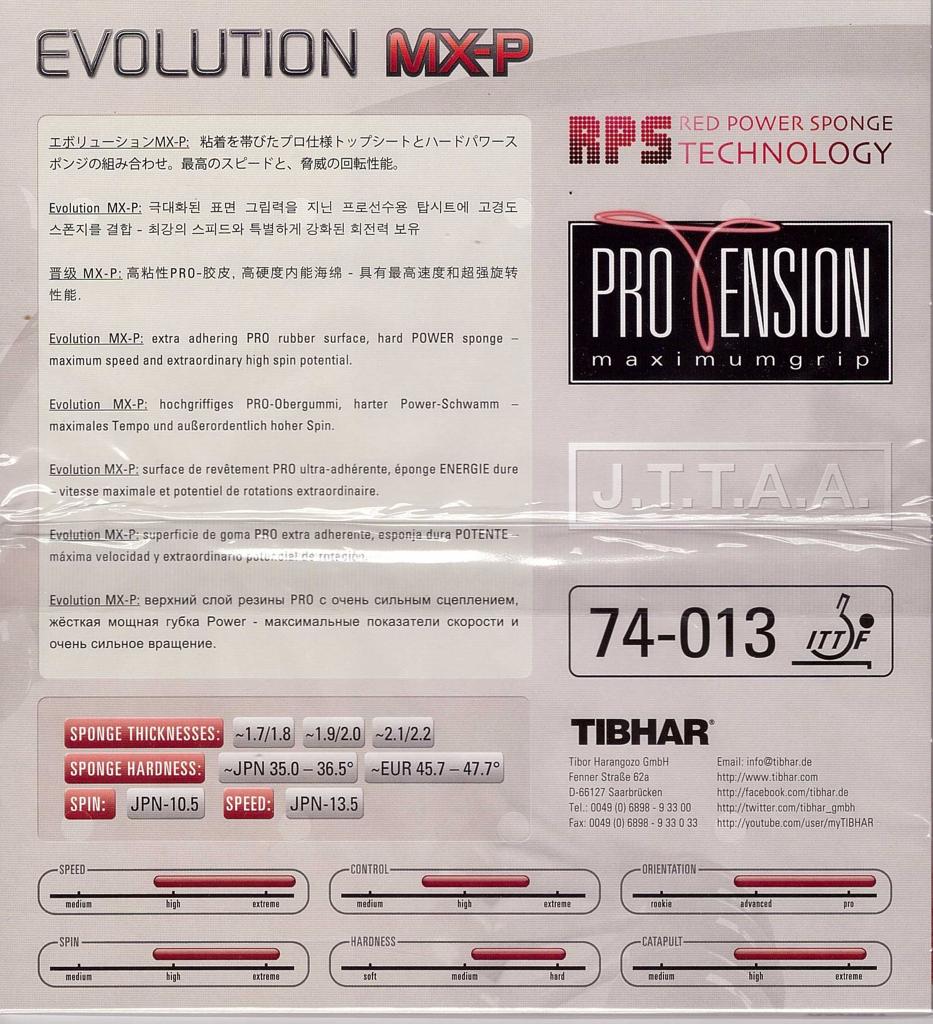 EVOLUTION MX-P
エボリューションMX-P: 粘着を帯びたプロ仕様トップシートとハードパワース
ポンジの組み合わせ。最高のスピードと、脅威の回転性能。
Evolution MX-P: 극대화된 표면 그립력을 지닌 프로선수용 탑시트에 고경도
스폰지를 결합 - 최강의 스피드와 특별하게 강화된 회전력 보유
晋级 MX-P: 高粘性PRO-胶皮, 高硬度内能海绵 - 具有最高速度和超强旋转
性能.
Evolution MX-P: extra adhering PRO rubber surface, hard POWER sponge –
maximum speed and extraordinary high spin potential.
Evolution MX-P: hochgriffiges PRO-Obergummi, harter Power-Schwamm –
maximales Tempo und außerordentlich hoher Spin.
Evolution MX-P: surface de revêtement PRO ultra-adhérente, éponge ENERGIE dure
– vitesse maximale et potentiel de rotations extraordinaire.
Evolution MX-P: superficie de goma PRO extra adherente, esponja dura POTENTE –
máxima velocidad y extraordinario potencial de rotación.
Evolution MX-P: верхний слой резины PRO с очень сильным сцеплением,
жёсткая мощная губка Power - максимальные показатели скорости и
очень сильное вращение.
RPS RED POWER SPONGE
TECHNOLOGY
PROTENSION
maximumgrip
J.T.T.A.A.
74-013 ITTF
SPONGE THICKNESSES: ~1.7/1.8 ~1.9/2.0 ~2.1/2.2
SPONGE HARDNESS: ~JPN 35.0 – 36.5° ~EUR 45.7 – 47.7°
SPIN: JPN-10.5 SPEED: JPN-13.5
TIBHAR®
Tibor Harangozo GmbH
Fenner Straße 62a
D-66127 Saarbrücken
Tel.: 0049 (0) 6898 - 9 33 00
Fax: 0049 (0) 6898 - 9 33 0 33
Email: info@tibhar.de
http://www.tibhar.com
http://facebook.com/tibhar.de
http://twitter.com/tibhar_gmbh
http://youtube.com/user/myTIBHAR
SPEED
medium high extreme
CONTROL
medium high extreme
ORIENTATION
rookie advanced pro
SPIN
medium high extreme
HARDNESS
soft medium hard
CATAPULT
medium high extreme